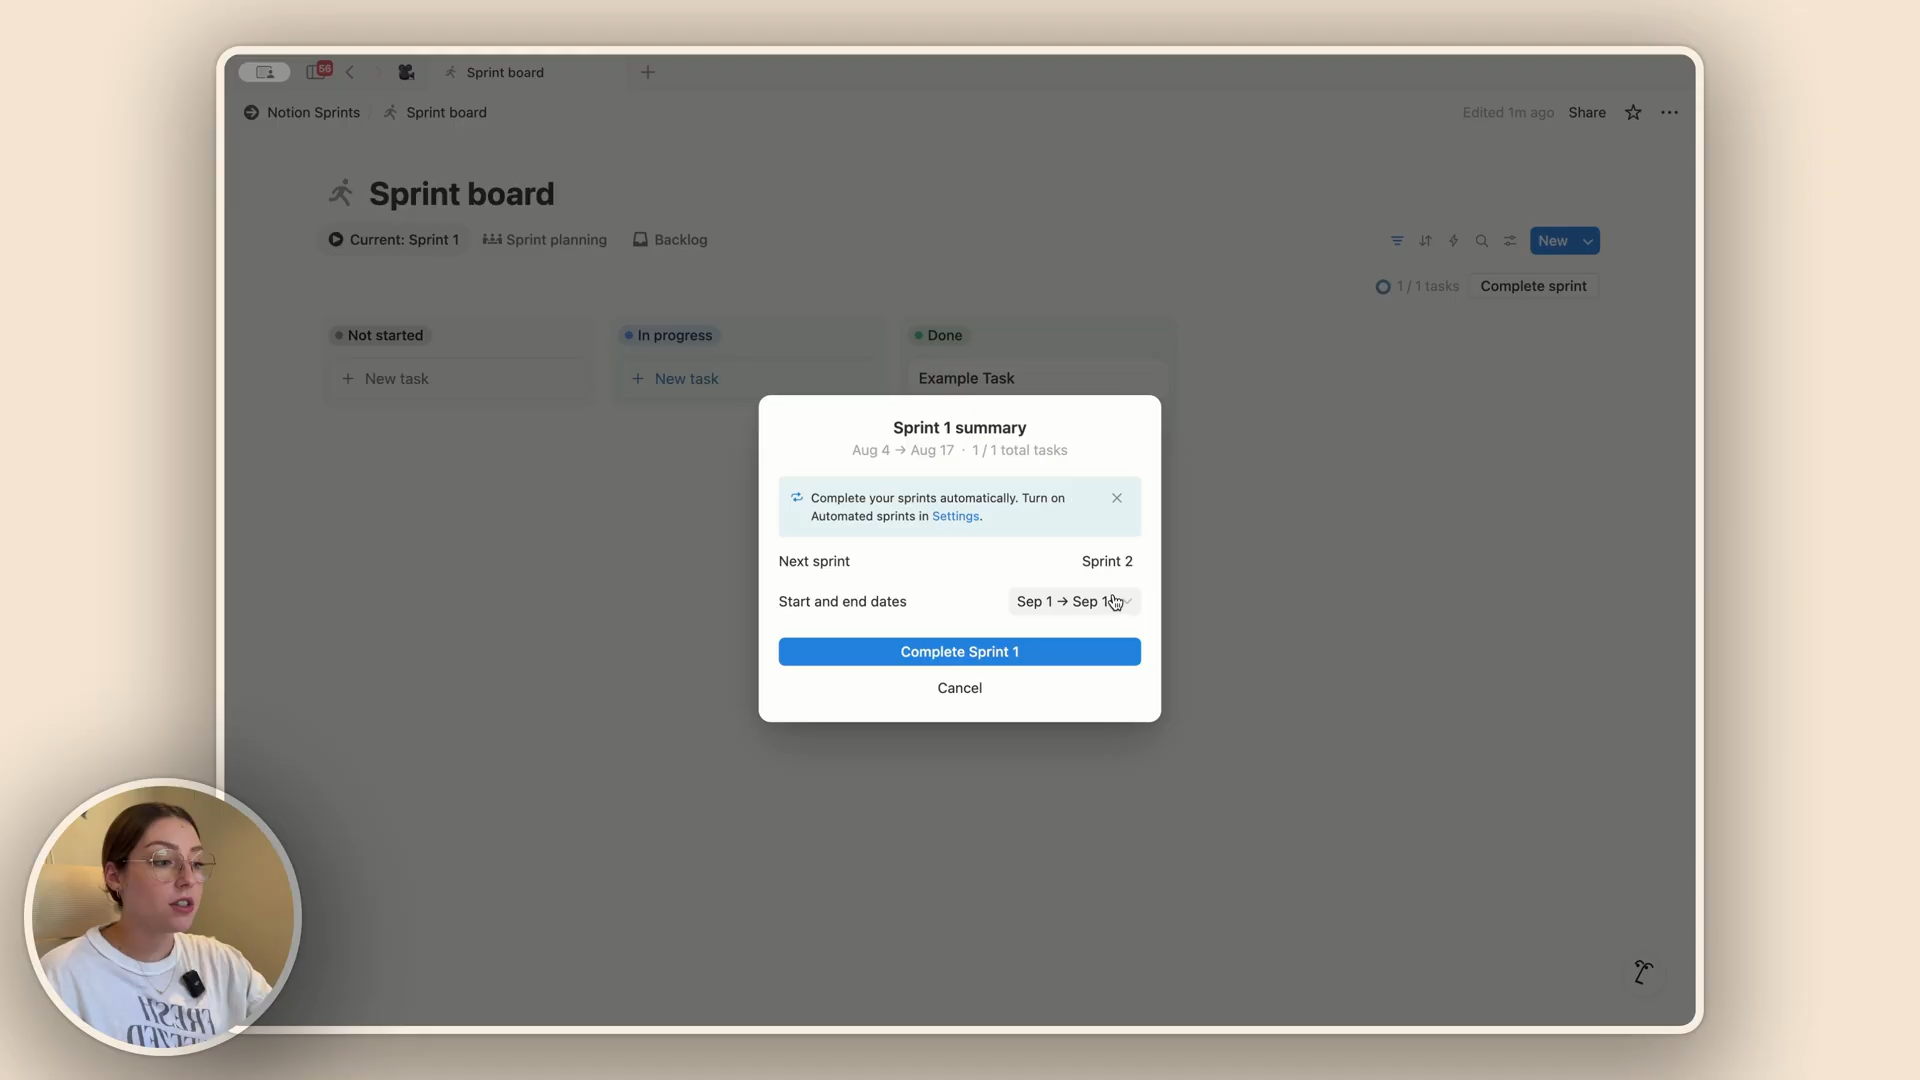 56
Sprint board
Notion Sprints / Sprint board
Edited 1m ago
Share
Sprint board
Current: Sprint 1
Sprint planning
Backlog
New
1 / 1 tasks
Complete sprint
Not started
In progress
Done
+ New task
+ New task
Example Task
Sprint 1 summary
Aug 4 → Aug 17 · 1 / 1 total tasks
Complete your sprints automatically. Turn on
Automated sprints in Settings.
Next sprint
Sprint 2
Start and end dates
Sep 1 → Sep
Complete Sprint 1
Cancel
FRESH